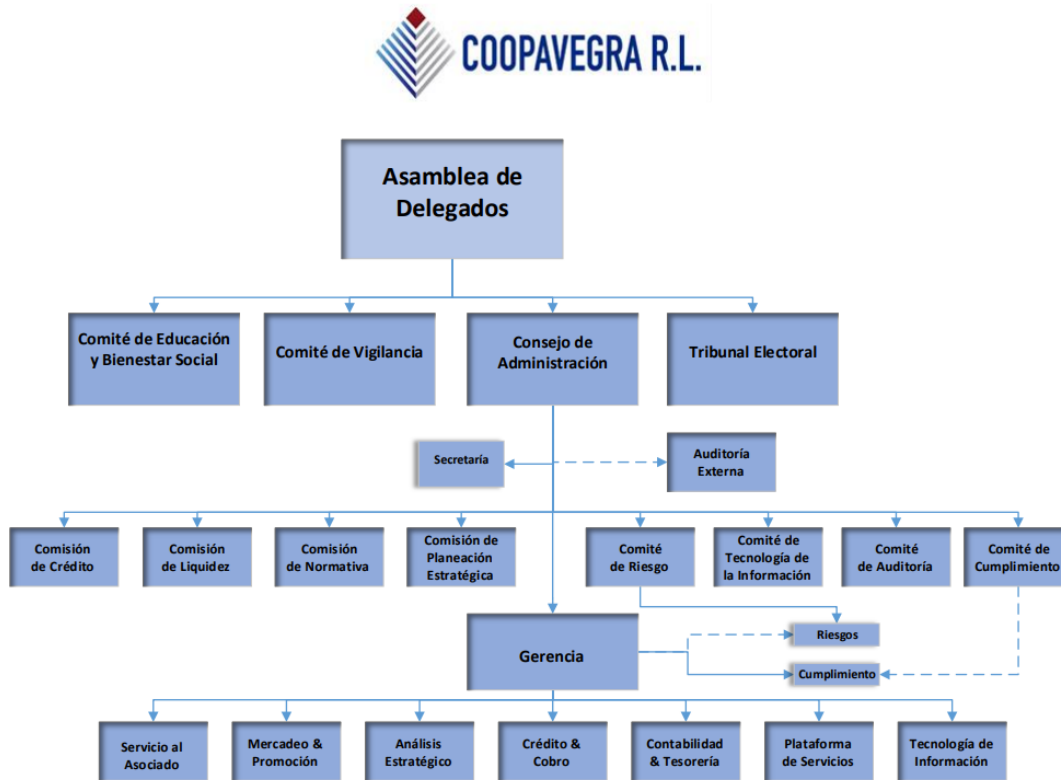 COOPAVEGRA R.L.
Asamblea de
Delegados
Comité de Educación
y Bienestar Social
Comité de Vigilancia
Consejo de
Administración
Tribunal Electoral
Secretaría
Auditoría
Externa
Comisión
de Crédito
Comisión
de Liquidez
Comisión
de Normativa
Comisión de
Planeación
Estratégica
Comité
de Riesgo
Comité de
Tecnología de
la Información
Comité
de Auditoría
Comité de
Cumplimiento
Gerencia
Riesgos
Cumplimiento
Servicio al
Asociado
Mercadeo &
Promoción
Análisis
Estratégico
Crédito &
Cobro
Contabilidad
& Tesorería
Plataforma
de Servicios
Tecnología de
Información